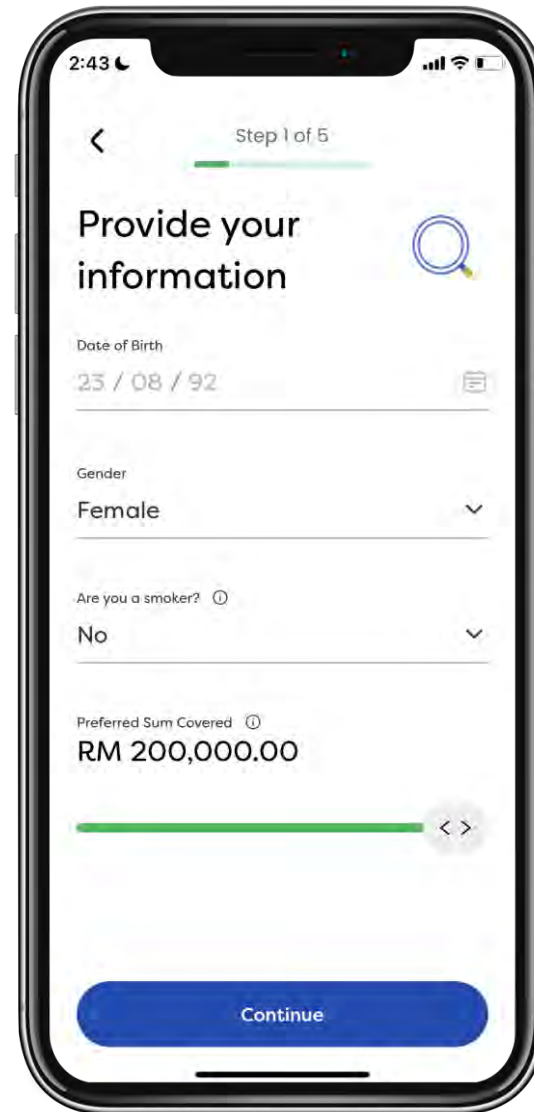 2:43
Step 1 of 5
Provide your
information
Date of Birth
23 / 08 / 92
Gender
Female
Are you a smoker?
No
Preferred Sum Covered
RM 200,000.00
Continue